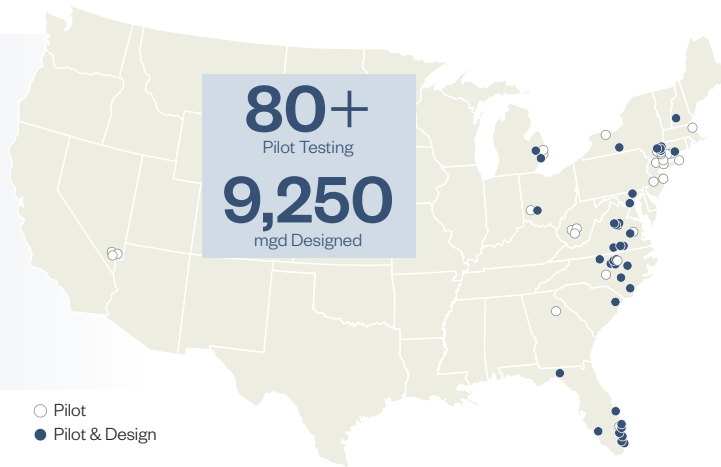 80+
Pilot Testing
9,250
mgd Designed
Pilot
Pilot & Design